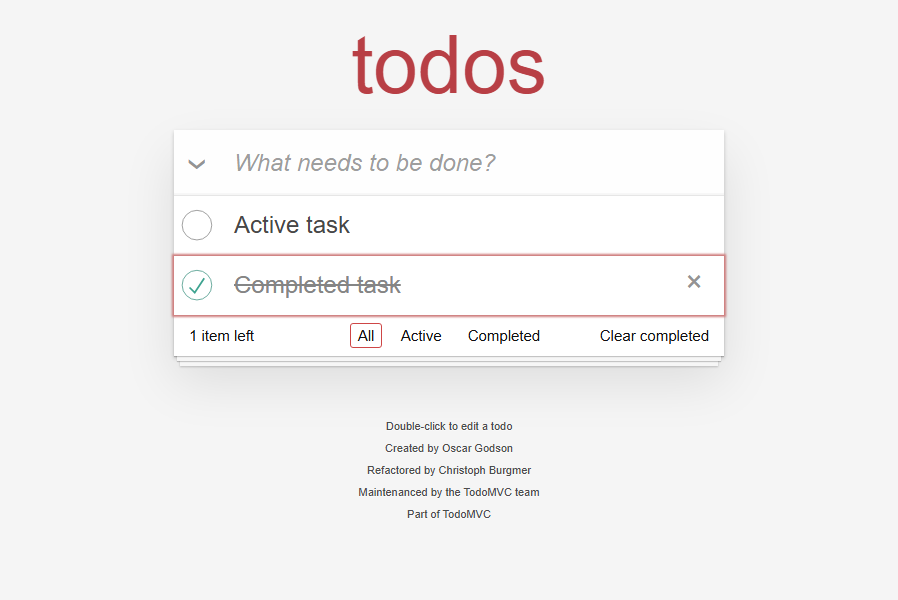 todos
What needs to be done?
Active task
Completed task ×
1 item left All Active Completed Clear completed
Double-click to edit a todo
Created by Oscar Godson
Refactored by Christoph Burgmer
Maintenanced by the TodoMVC team
Part of TodoMVC